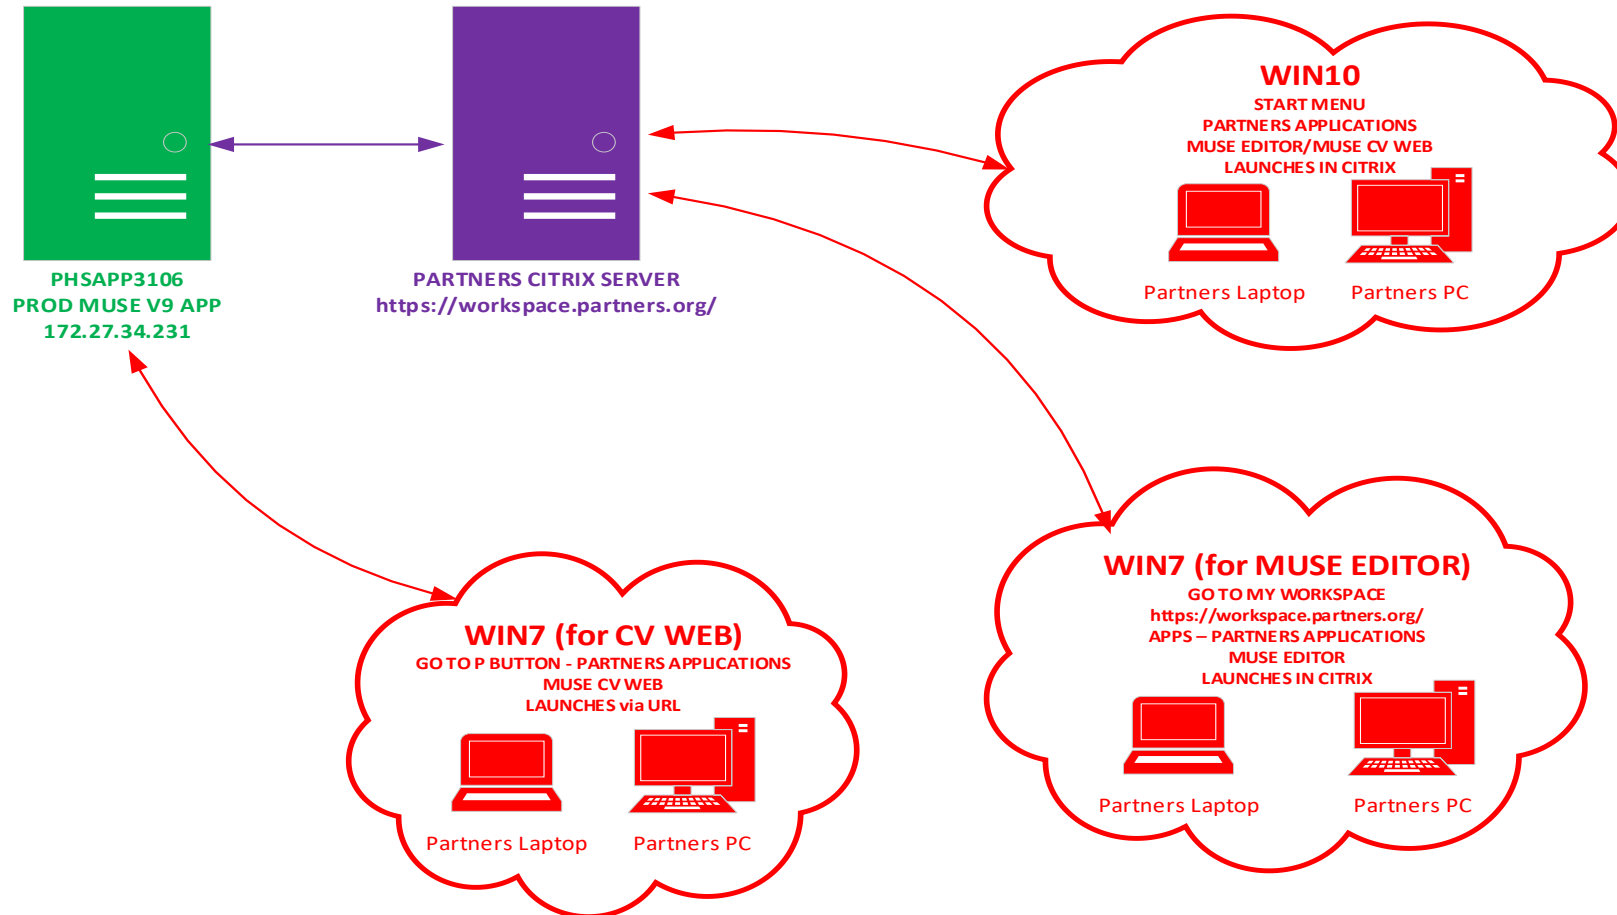 PHSAPP3106
PROD MUSE V9 APP
172.27.34.231
PARTNERS CITRIX SERVER
https://workspace.partners.org/
WIN10
START MENU
PARTNERS APPLICATIONS
MUSE EDITOR/MUSE CV WEB
LAUNCHES IN CITRIX
Partners Laptop
Partners PC
WIN7 (for CV WEB)
GO TO P BUTTON - PARTNERS APPLICATIONS
MUSE CV WEB
LAUNCHES via URL
Partners Laptop
Partners PC
WIN7 (for MUSE EDITOR)
GO TO MY WORKSPACE
https://workspace.partners.org/
APPS – PARTNERS APPLICATIONS
MUSE EDITOR
LAUNCHES IN CITRIX
Partners Laptop
Partners PC